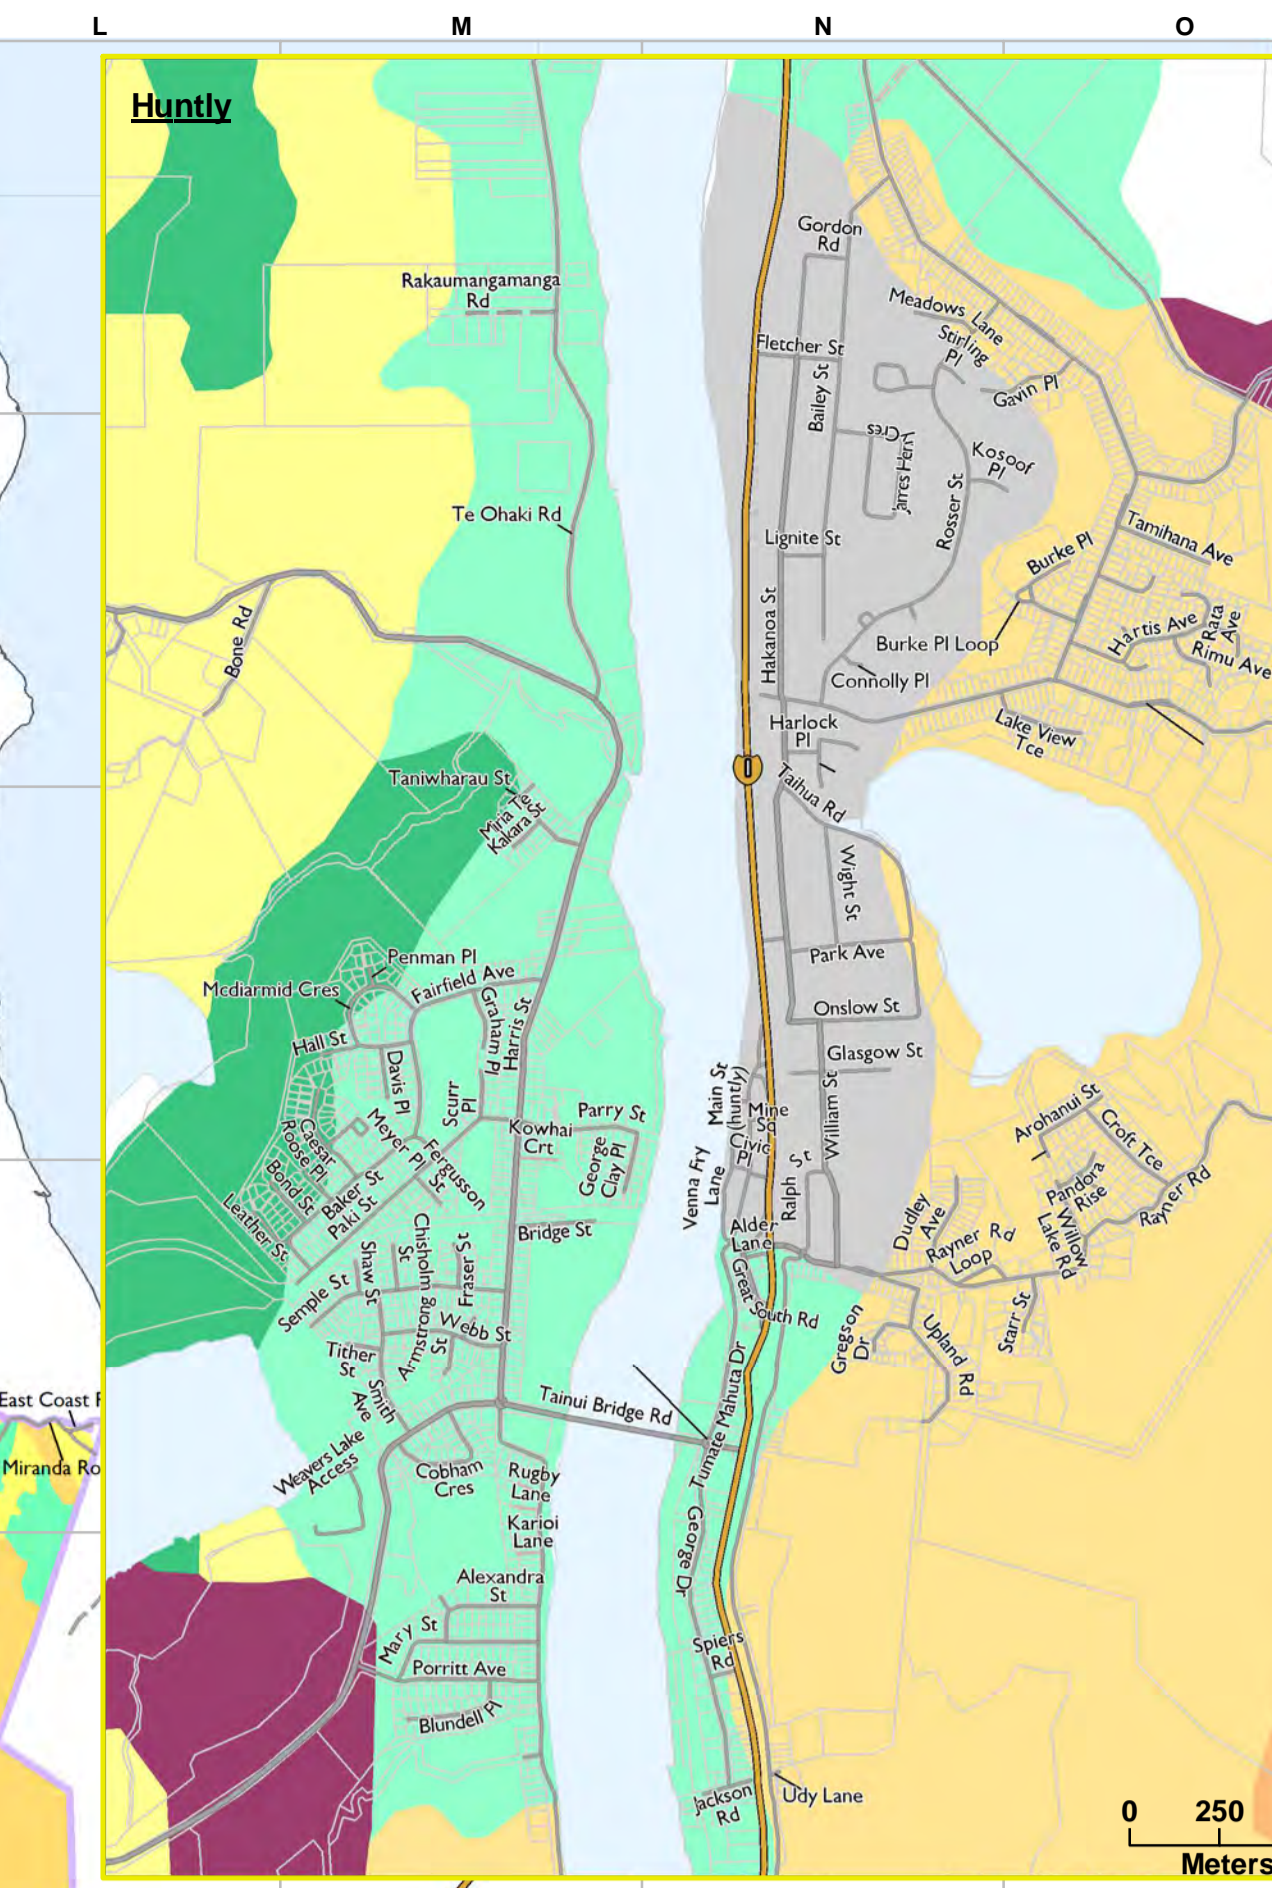 L M N O
Huntly
Gordon
Rd
Rakaumangamanga
Rd
Meadows Lane
Stirling
Pl
Fletcher St
Bailey St
Gavin Pl
James Henry Cres
Kosoof
Pl
Rosser St
Te Ohaki Rd
Lignite St
Burke Pl
Tamihana Ave
Hakanoa St
Bone Rd
Hartis Ave
Rata
Ave
Rimu Ave
Burke Pl Loop
Connolly Pl
Harlock
Pl
Lake View
Tce
Taniwharau St
Taihua Rd
Miria Te
Kakara St
Wight St
Park Ave
Penman Pl
Mcdiarmid Cres
Fairfield Ave
Graham Pl
Harris St
Onslow St
Hall St
Davis Pl
Glasgow St
Scurr
Pl
Main St
(huntly)
Mine
Sq
William St
Parry St
Kowhai
Crt
Civic
Pl
Arohanui St
Croft Tce
Caesar
Roose Pl
Meyer Pl
Fergusson
St
George
Clay Pl
Venna Fry
Lane
Ralph St
Pandora
Rise
Bond St
Baker St
Paki St
Leather St
Rayner Rd
Dudley
Ave
Willow
Lake Rd
Bridge St
Alder
Lane
Rayner Rd
Loop
Chisholm
St
Shaw St
Fraser St
Semple St
Great South Rd
Armstrong
St
Webb St
Tither
St
Gregson
Dr
Upland Rd
Starr St
Smith
Ave
Tainui Bridge Rd
Tumate Mahuta Dr
East Coast
Miranda Ro
Weavers Lake
Access
Cobham
Cres
Rugby
Lane
Karioi
Lane
George Dr
Alexandra
St
Mary St
Spiers
Rd
Porritt Ave
Blundell Pl
Jackson
Rd
Udy Lane
0 250
Meters